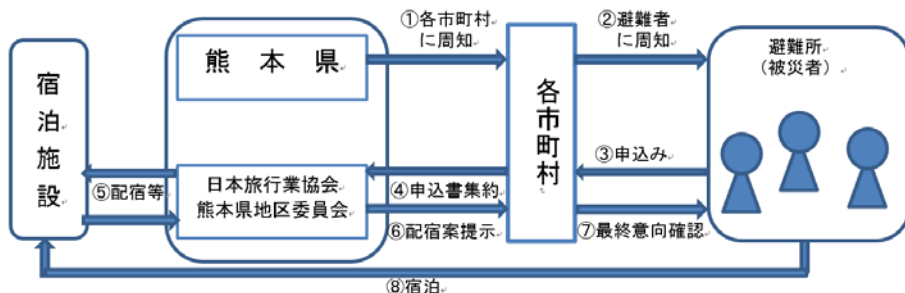 ①各市町村
に周知
②避難者
に周知
熊本県
避難所
（被災者）
宿泊施設
各市町村
③申込み
日本旅行業協会
熊本県地区委員会
④申込書集約
⑤配宿等
⑥配宿案提示
⑦最終意向確認
⑧宿泊